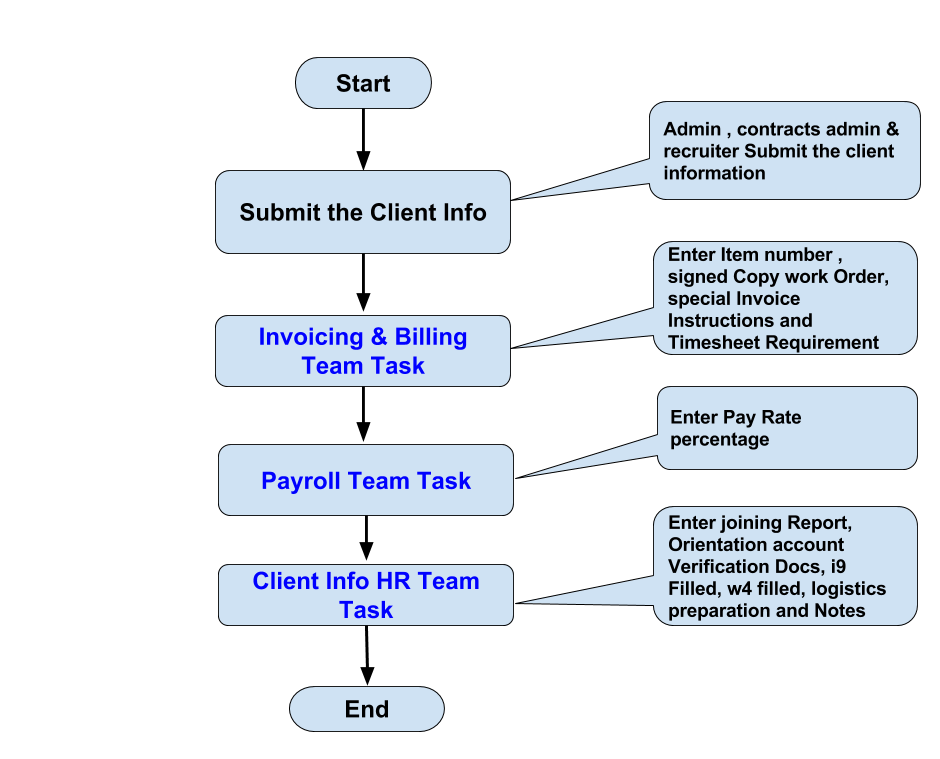 Start
Admin , contracts admin &
recruiter Submit the client
information
Submit the Client Info
Enter Item number ,
signed Copy work Order,
special Invoice
Instructions and
Timesheet Requirement
Invoicing & Billing
Team Task
Enter Pay Rate
percentage
Payroll Team Task
Enter joining Report,
Orientation account
Verification Docs, i9
Filled, w4 filled, logistics
preparation and Notes
Client Info HR Team
Task
End